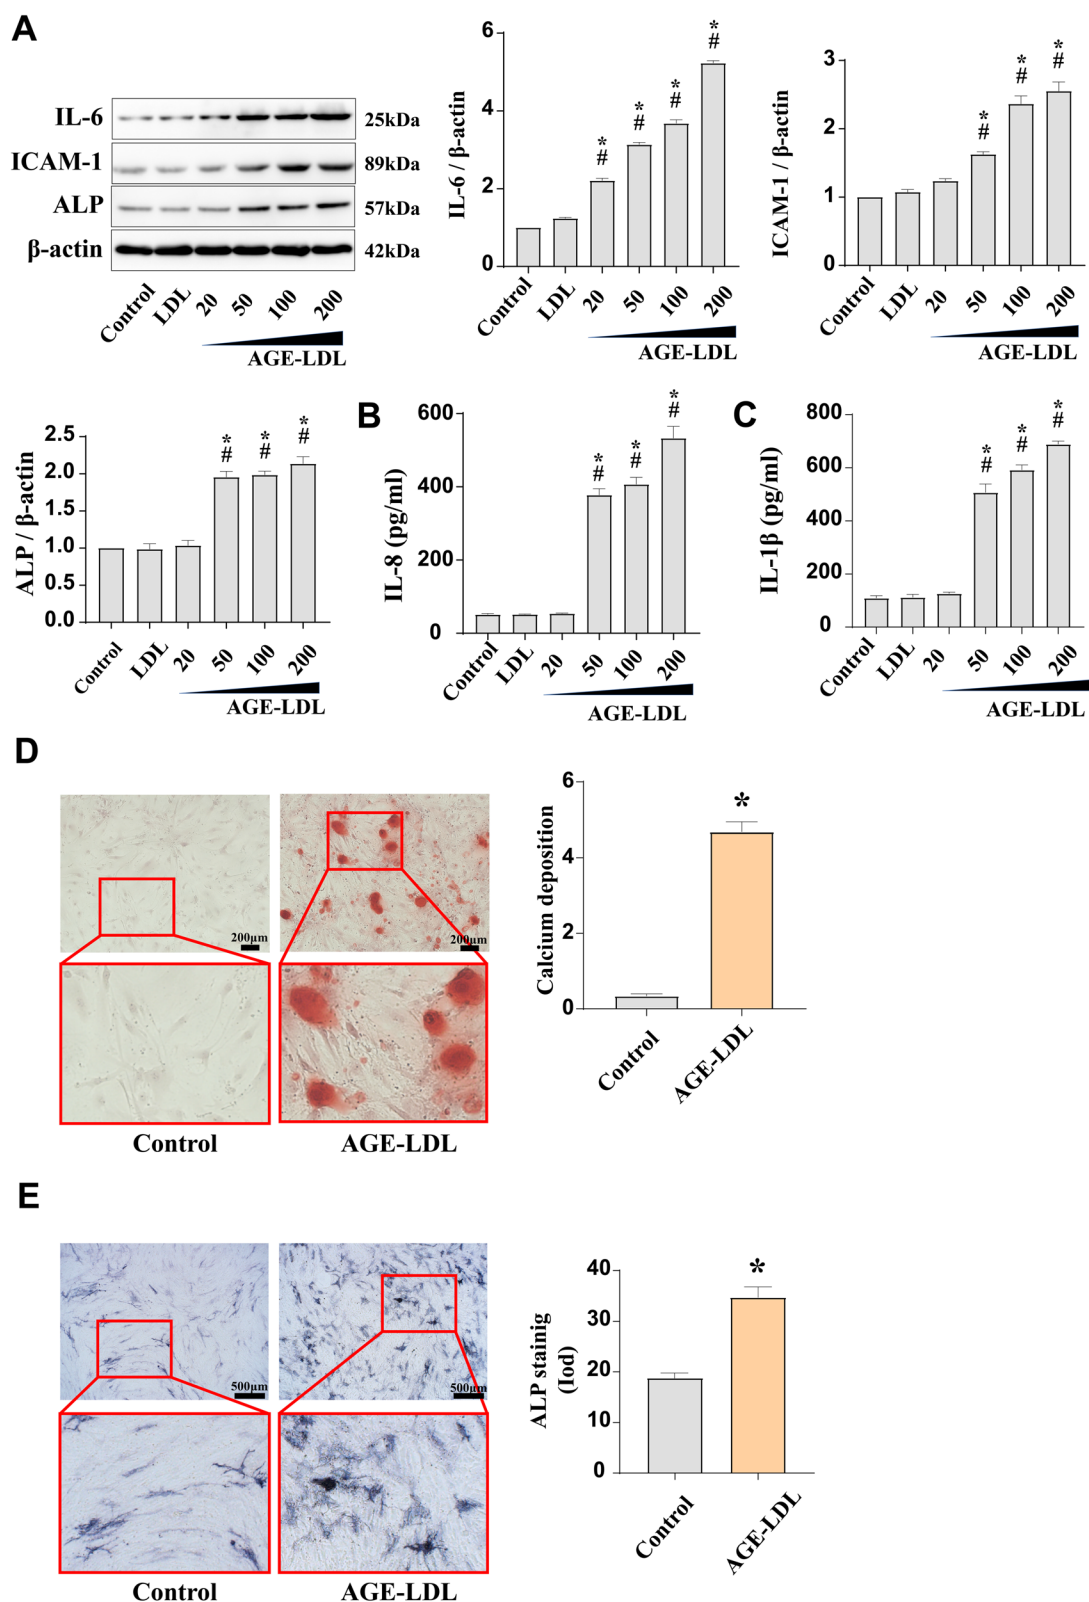 A
IL-6
25kDa
ICAM-1
89kDa
ALP
57kDa
β-actin
42kDa
Control
LDL
20
50
100
200
AGE-LDL
IL-6 / β-actin
6
4
2
0
*
#
*
#
*
#
*
#
Control
LDL
20
50
100
200
AGE-LDL
ICAM-1 / β-actin
3
2
1
0
*
#
*
#
*
#
Control
LDL
20
50
100
200
AGE-LDL
ALP / β-actin
2.5
2.0
1.5
1.0
0.5
0.0
*
#
*
#
*
#
Control
LDL
20
50
100
200
AGE-LDL
B
IL-8 (pg/ml)
600
400
200
0
*
#
*
#
*
#
Control
LDL
20
50
100
200
AGE-LDL
C
IL-1β (pg/ml)
800
600
400
200
0
*
#
*
#
*
#
Control
LDL
20
50
100
200
AGE-LDL
D
200μm
200μm
Control
AGE-LDL
Calcium deposition
6
4
2
0
*
Control
AGE-LDL
E
500μm
500μm
Control
AGE-LDL
ALP stainig
(Iod)
40
30
20
10
0
*
Control
AGE-LDL